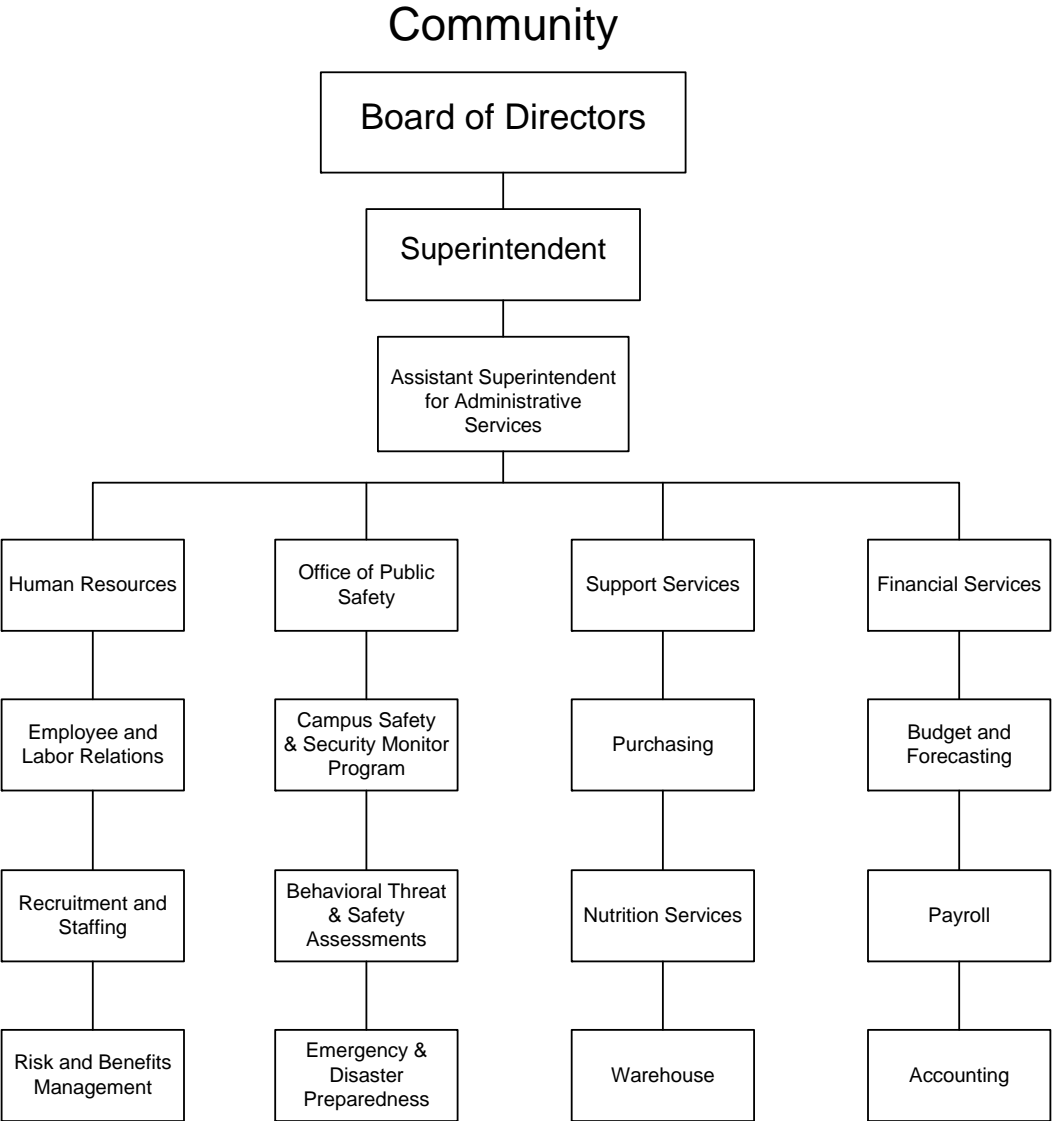 Community
Board of Directors
Superintendent
Assistant Superintendent
for Administrative
Services
Human Resources
Office of Public
Safety
Support Services
Financial Services
Employee and
Labor Relations
Campus Safety
& Security Monitor
Program
Purchasing
Budget and
Forecasting
Recruitment and
Staffing
Behavioral Threat
& Safety
Assessments
Nutrition Services
Payroll
Risk and Benefits
Management
Emergency &
Disaster
Preparedness
Warehouse
Accounting